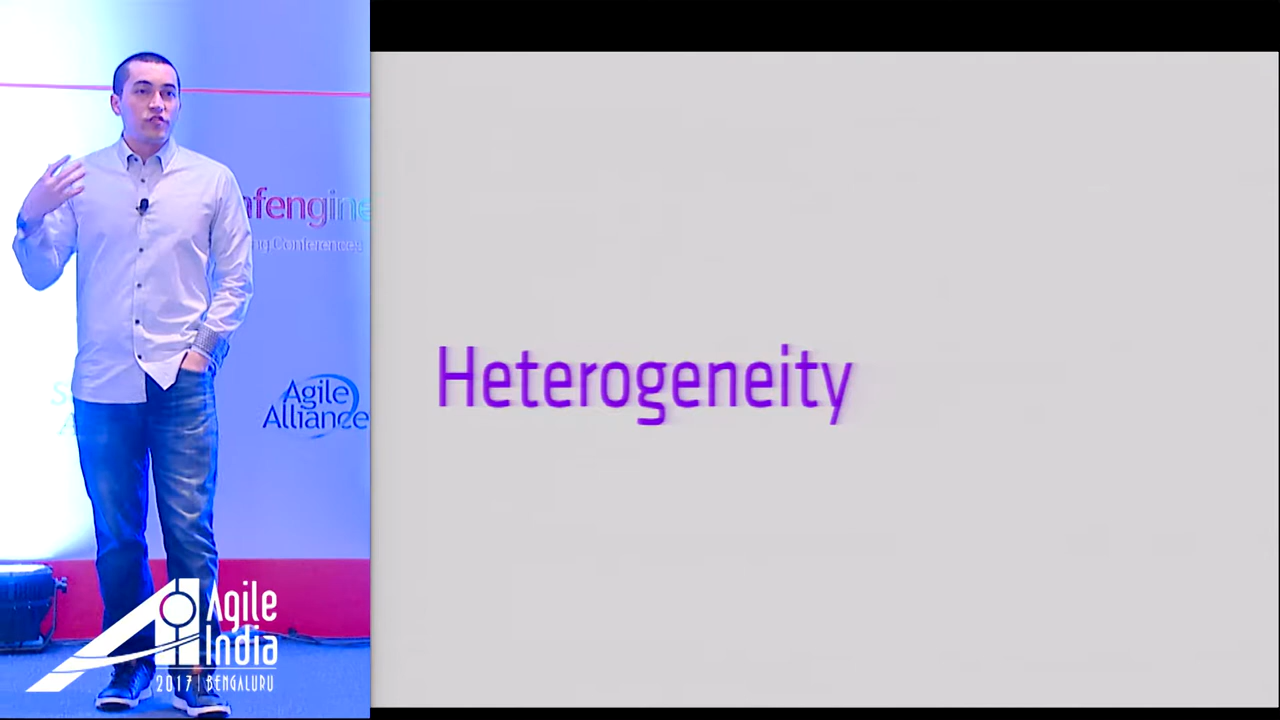 Heterogeneity
Agile
Alliance
Agile
India
2017 | BENGALURU